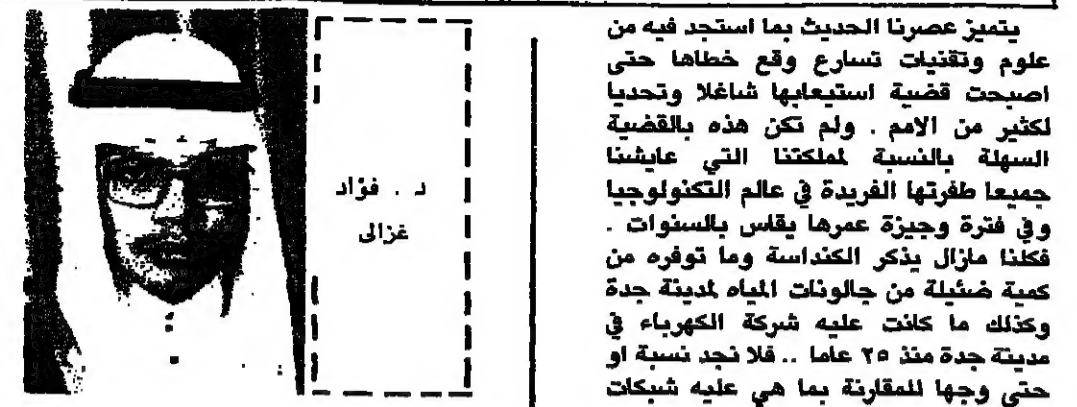 يتميز عصرنا الحديث بما استجد فيه من
علوم وتقنيات تسارع وقع خطاها حتى
اصبحت قضية استيعابها شاغلا وتحديا
لكثير من الامم . ولم تكن هذه بالقضية
السهلة بالنسبة لمملكتنا التي عايشنا
جميعا طفرتها الفريدة في عالم التكنولوجيا
وفي فترة وجيزة عمرها يقاس بالسنوات .
فكلنا مازال يذكر الكنداسة وما توفره من
كمية ضئيلة من جالونات المياه لمدينة جدة
وكذلك ما كانت عليه شركة الكهرباء في
مدينة جدة منذ ٢٥ عاما .. فلا نجد نسبة او
حتى وجها للمقارنة بما هي عليه شبكات
د . فؤاد
غزالى